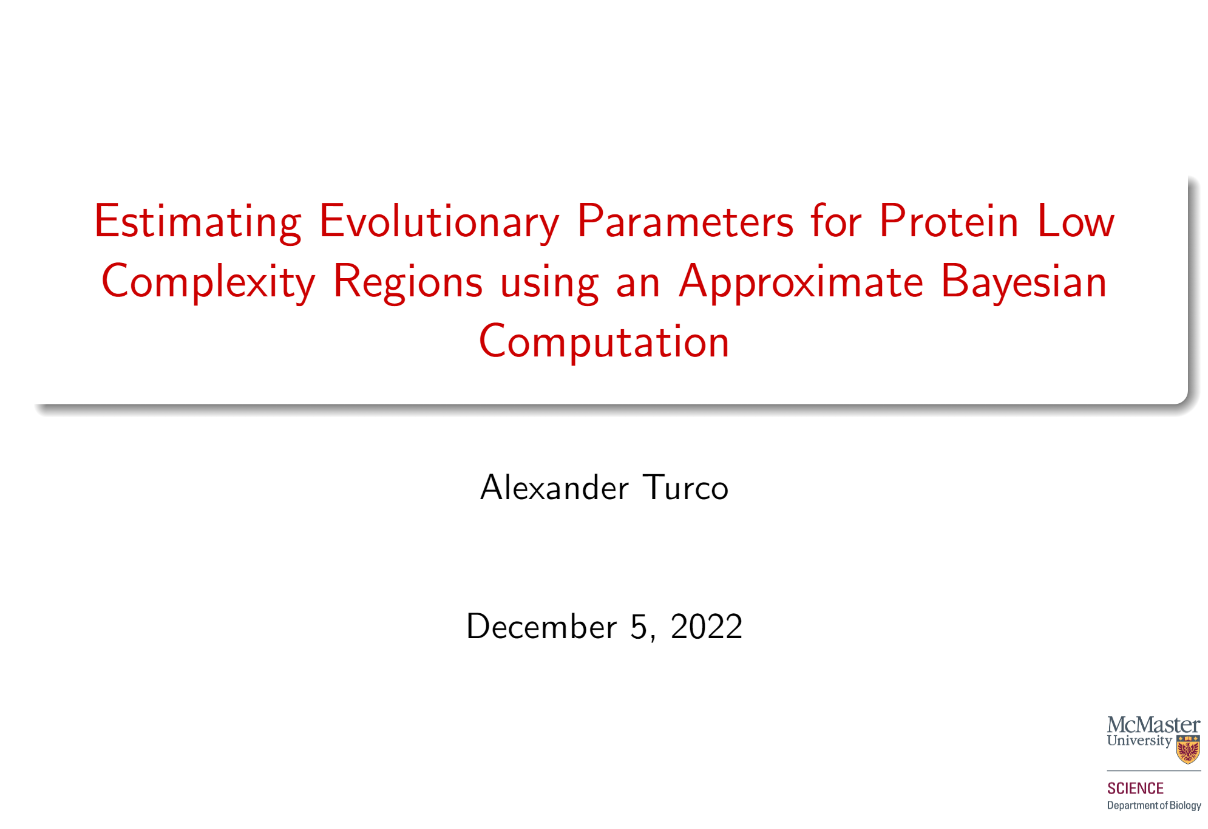 Estimating Evolutionary Parameters for Protein Low
Complexity Regions using an Approximate Bayesian
Computation
Alexander Turco
December 5, 2022
McMaster
University
SCIENCE
Department of Biology